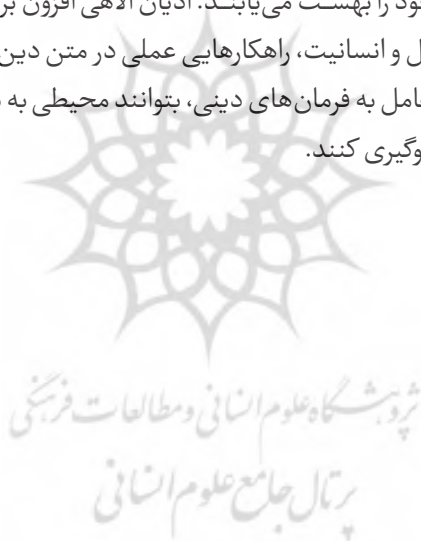 ود را بهشت می‌یابند. ادیان الاهی افزون بر
ل و انسانیت، راهکارهایی عملی در متن دین
عامل به فرمان‌های دینی، بتوانند محیطی به
وگیری کنند.
پژوهشگاه علوم انسانی و مطالعات فرهنگی
پرتال جامع علوم انسانی